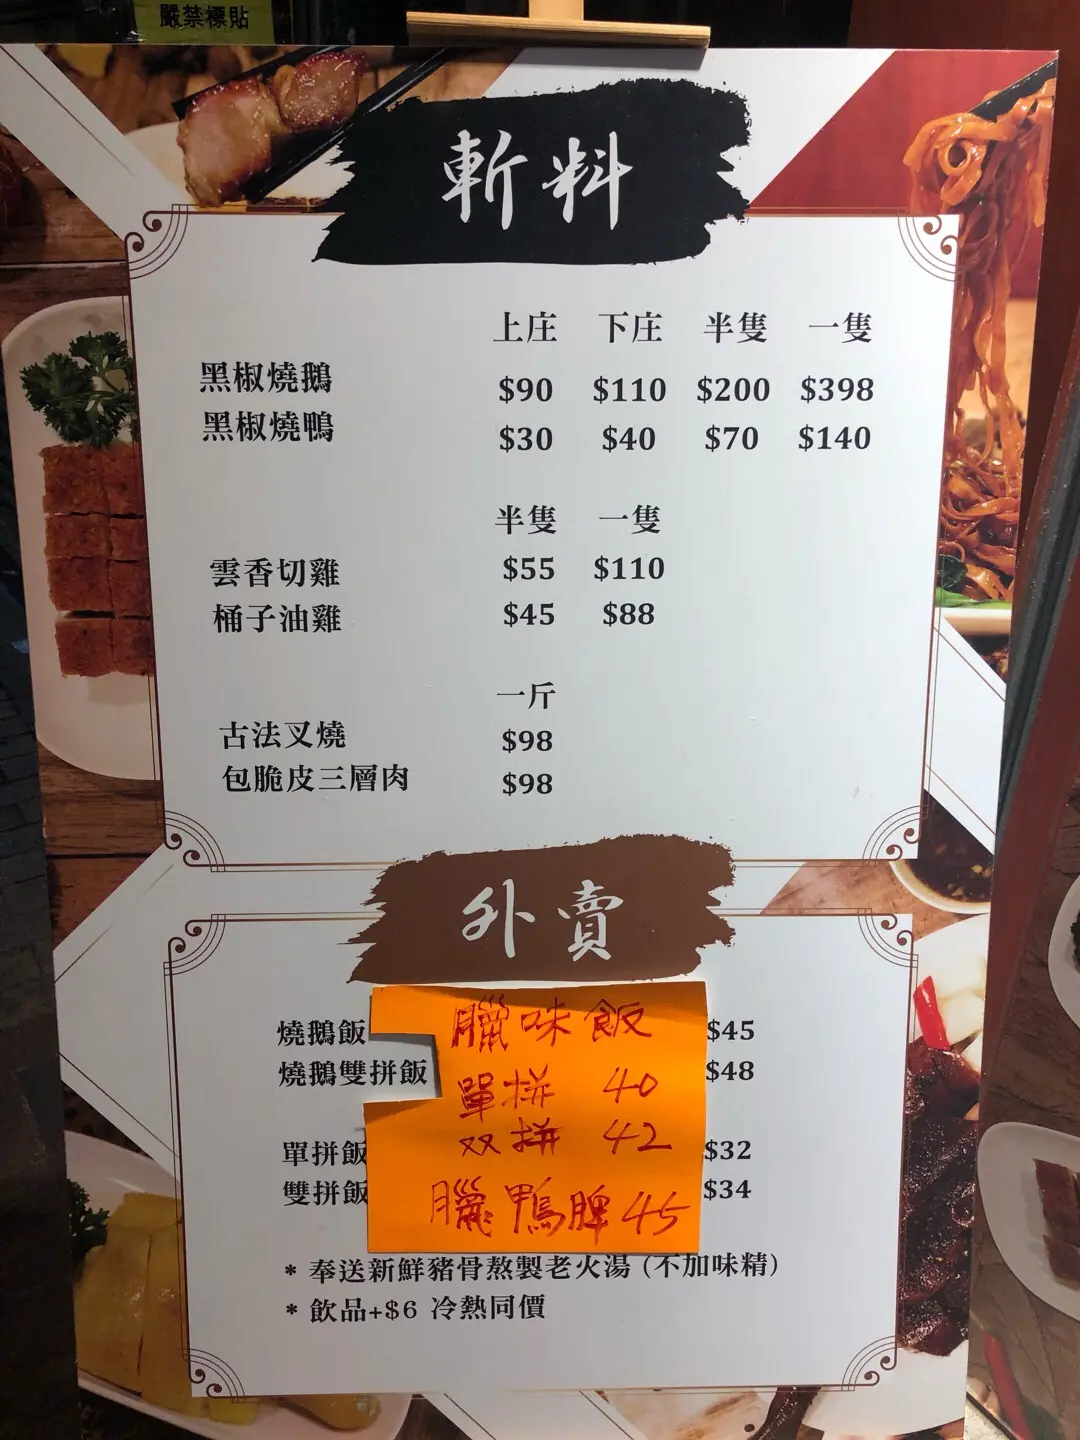 嚴禁標貼
斬料
上庄 下庄 半隻 一隻
黑椒燒鵝 $90 $110 $200 $398
黑椒燒鴨 $30 $40 $70 $140
半隻 一隻
雲香切雞 $55 $110
桶子油雞 $45 $88
一斤
古法叉燒 $98
包脆皮三層肉 $98
外賣
臘味飯
單拼 40
双拼 42
臘鴨脾 45
燒鵝飯 $45
燒鵝雙拼飯 $48
單拼飯 $32
雙拼飯 $34
* 奉送新鮮豬骨熬製老火湯 (不加味精)
* 飲品+$6 冷熱同價